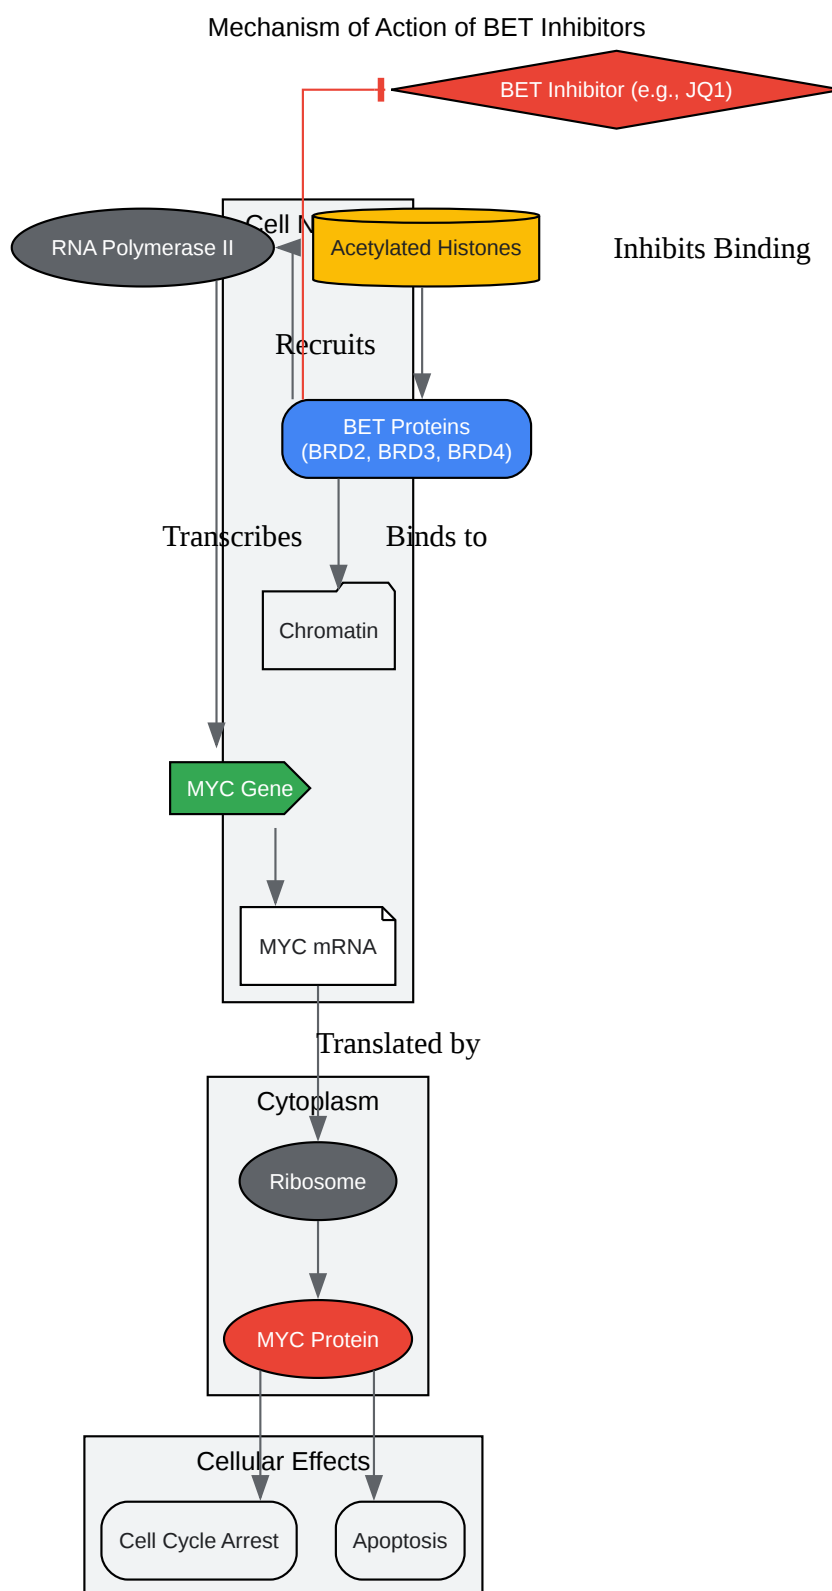 Mechanism of Action of BET Inhibitors
BET Inhibitor (e.g., JQ1)
Cell N
RNA Polymerase II
Acetylated Histones
Inhibits Binding
Recruits
BET Proteins
(BRD2, BRD3, BRD4)
Transcribes
Binds to
Chromatin
MYC Gene
MYC mRNA
Translated by
Cytoplasm
Ribosome
MYC Protein
Cellular Effects
Cell Cycle Arrest
Apoptosis